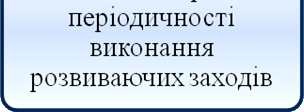 періодичності
виконання
розвиваючих заходів